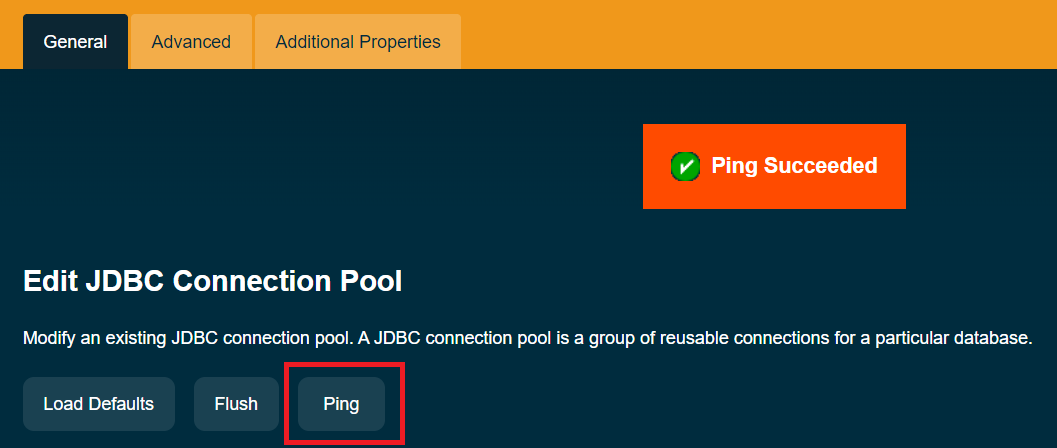 General Advanced Additional Properties
Ping Succeeded
Edit JDBC Connection Pool
Modify an existing JDBC connection pool. A JDBC connection pool is a group of reusable connections for a particular database.
Load Defaults Flush Ping